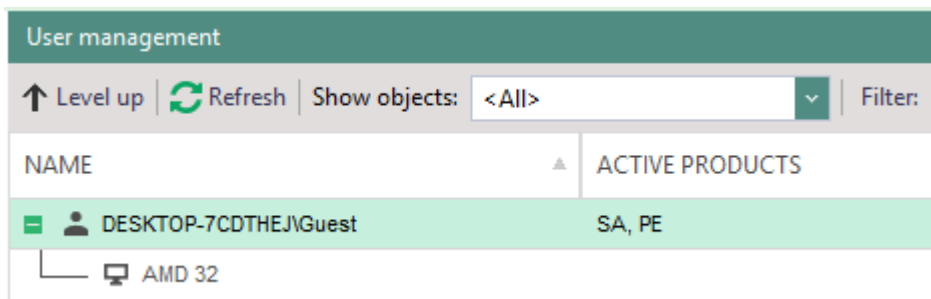 User management
Level up Refresh Show objects: <All> Filter:
NAME ACTIVE PRODUCTS
DESKTOP-7CDTHEJ\Guest SA, PE
AMD 32